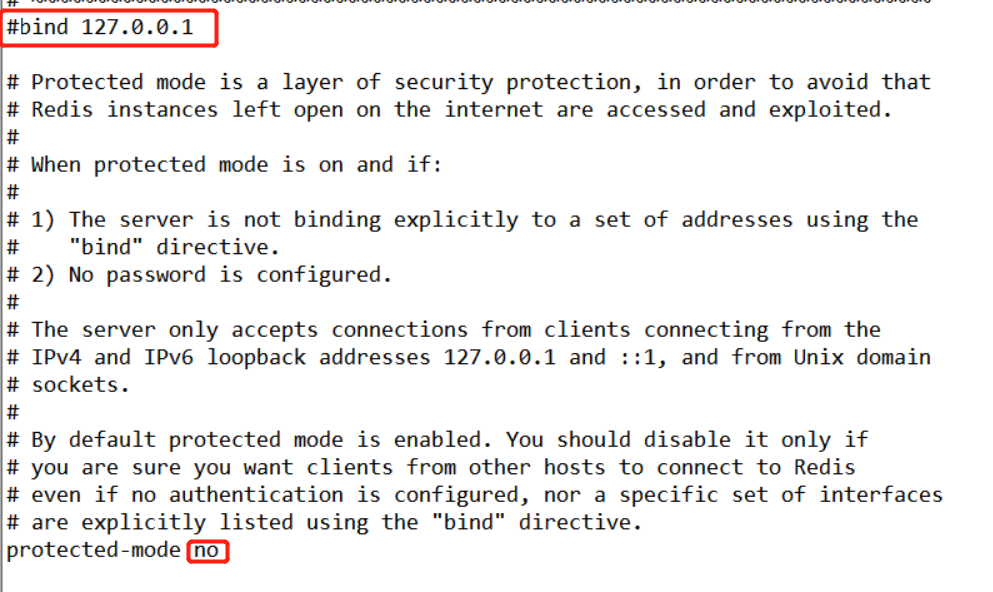 #bind 127.0.0.1
# Protected mode is a layer of security protection, in order to avoid that
# Redis instances left open on the internet are accessed and exploited.
#
# When protected mode is on and if:
#
# 1) The server is not binding explicitly to a set of addresses using the
#    "bind" directive.
# 2) No password is configured.
#
# The server only accepts connections from clients connecting from the
# IPv4 and IPv6 loopback addresses 127.0.0.1 and ::1, and from Unix domain
# sockets.
#
# By default protected mode is enabled. You should disable it only if
# you are sure you want clients from other hosts to connect to Redis
# even if no authentication is configured, nor a specific set of interfaces
# are explicitly listed using the "bind" directive.
protected-mode no